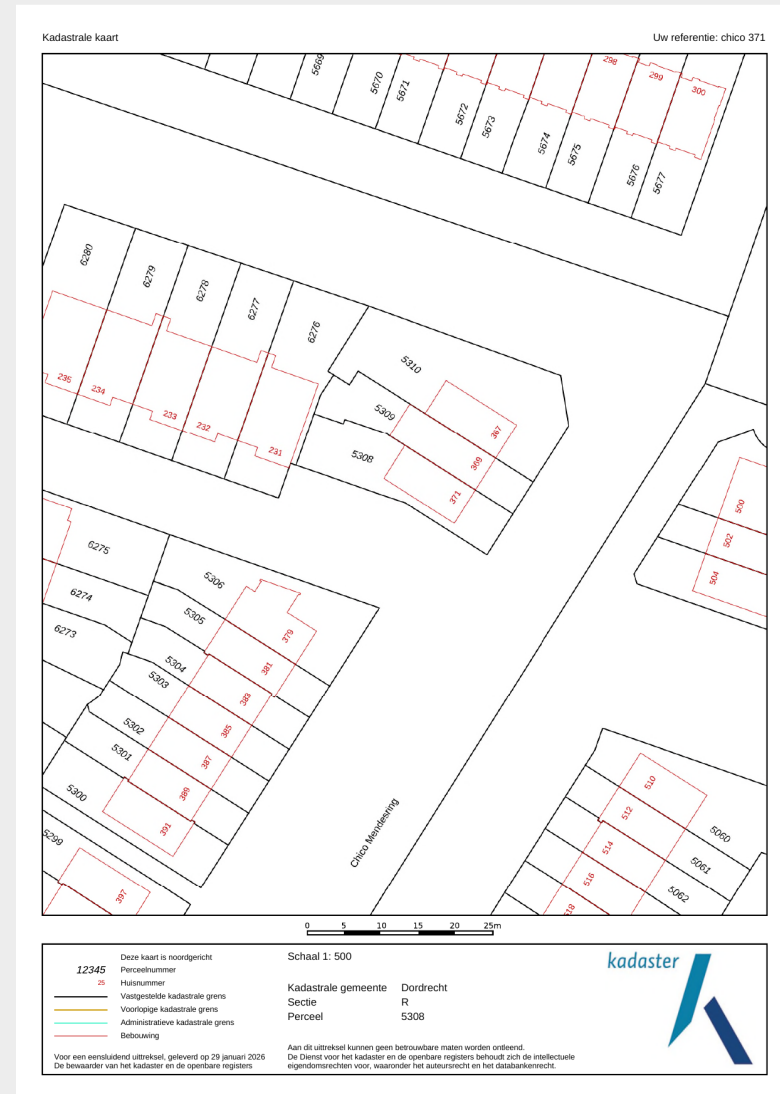 Kadastrale kaart
Uw referentie: chico 371
5669
5670
5671
5672
5673
5674
5675
5676
5677
298
299
300
6280
6279
6278
6277
6276
235
234
233
232
231
5310
5309
5308
367
369
371
500
502
504
6275
6274
6273
5306
5305
5304
5303
5302
5301
5300
5299
379
381
383
385
387
389
391
397
Chico Mendesring
510
512
514
516
518
5060
5061
5062
0 5 10 15 20 25m
12345
25
Deze kaart is noordgericht
Perceelnummer
Huisnummer
Vastgestelde kadastrale grens
Voorlopige kadastrale grens
Administratieve kadastrale grens
Bebouwing
Voor een eensluidend uittreksel, geleverd op 29 januari 2026
De bewaarder van het kadaster en de openbare registers
Schaal 1: 500
Kadastrale gemeente Dordrecht
Sectie R
Perceel 5308
Aan dit uittreksel kunnen geen betrouwbare maten worden ontleend.
De Dienst voor het kadaster en de openbare registers behoudt zich de intellectuele
eigendomsrechten voor, waaronder het auteursrecht en het databankenrecht.
kadaster